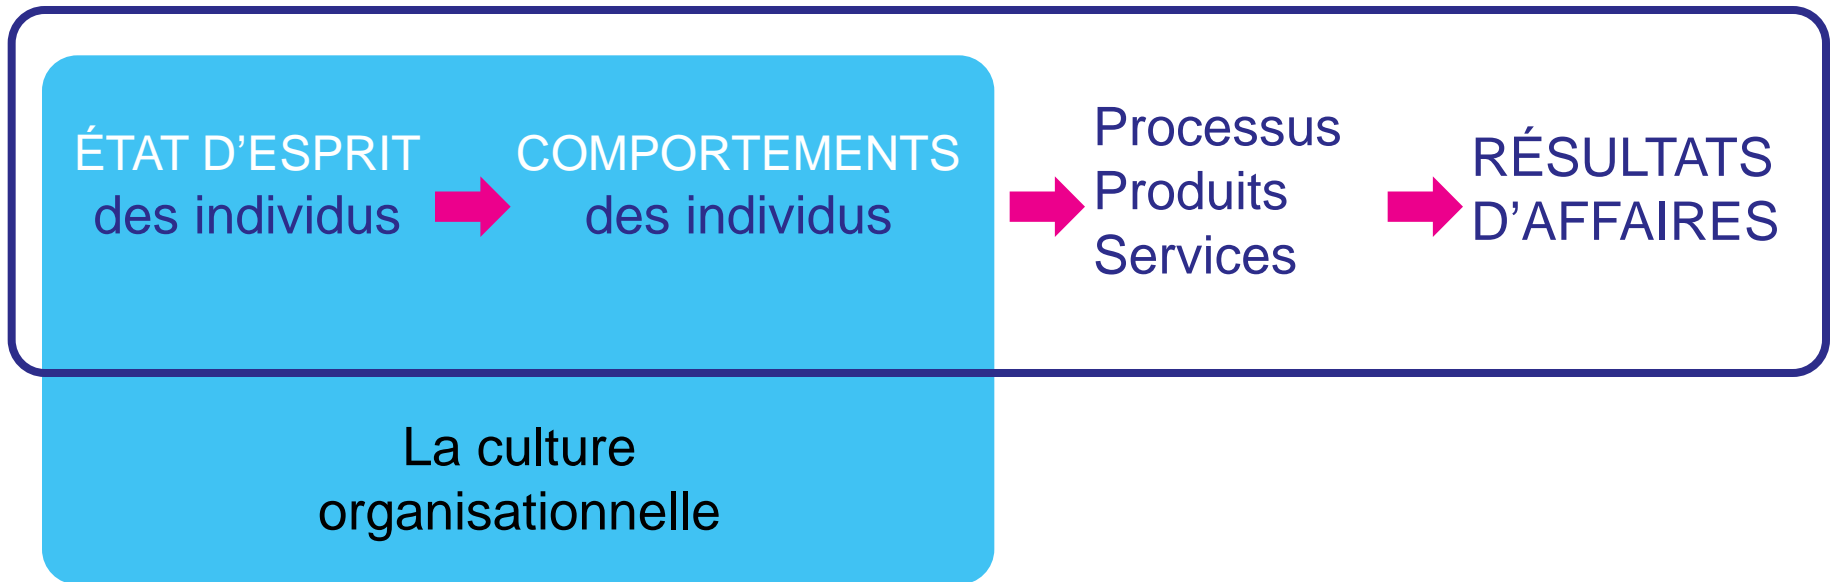 ÉTAT D’ESPRIT
des individus
COMPORTEMENTS
des individus
Processus
Produits
Services
RÉSULTATS
D’AFFAIRES
La culture
organisationnelle